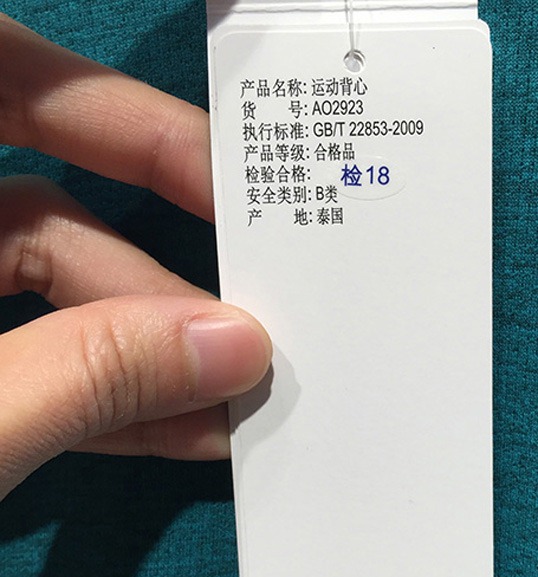 产品名称: 运动背心
货 号: AO2923
执行标准: GB/T 22853-2009
产品等级: 合格品
检验合格: 检18
安全类别: B类
产 地: 泰国